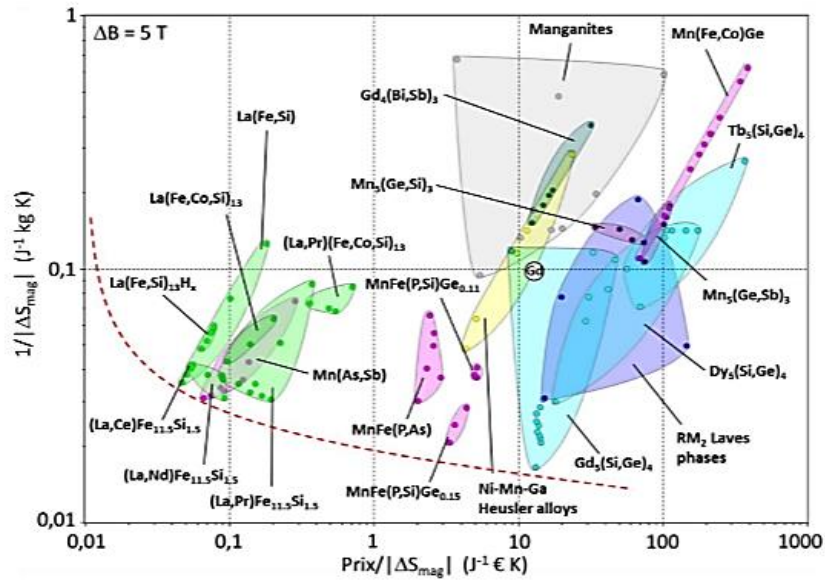 ΔB = 5 T
Manganites
Mn(Fe,Co)Ge
Gd₄(Bi,Sb)₃
La(Fe,Si)
Tb₅(Si,Ge)₄
Mn₅(Ge,Si)₃
La(Fe,Co,Si)₁₃
(La,Pr)(Fe,Co,Si)₁₃
La(Fe,Si)₁₃Hₓ
MnFe(P,Si)Ge₀.₁₁
Gd
Mn₅(Ge,Sb)₃
Mn(As,Sb)
Dy₅(Si,Ge)₄
(La,Ce)Fe₁₁.₅Si₁.₅
MnFe(P,As)
RM₂ Laves
phases
(La,Nd)Fe₁₁.₅Si₁.₅
Gd₅(Si,Ge)₄
(La,Pr)Fe₁₁.₅Si₁.₅
MnFe(P,Si)Ge₀.₁₅
Ni-Mn-Ga
Heusler alloys
1
0,1
0,01
1/|ΔSmag| (J⁻¹ kg K)
0,01 0,1 1 10 100 1000
Prix/|ΔSmag| (J⁻¹ € K)